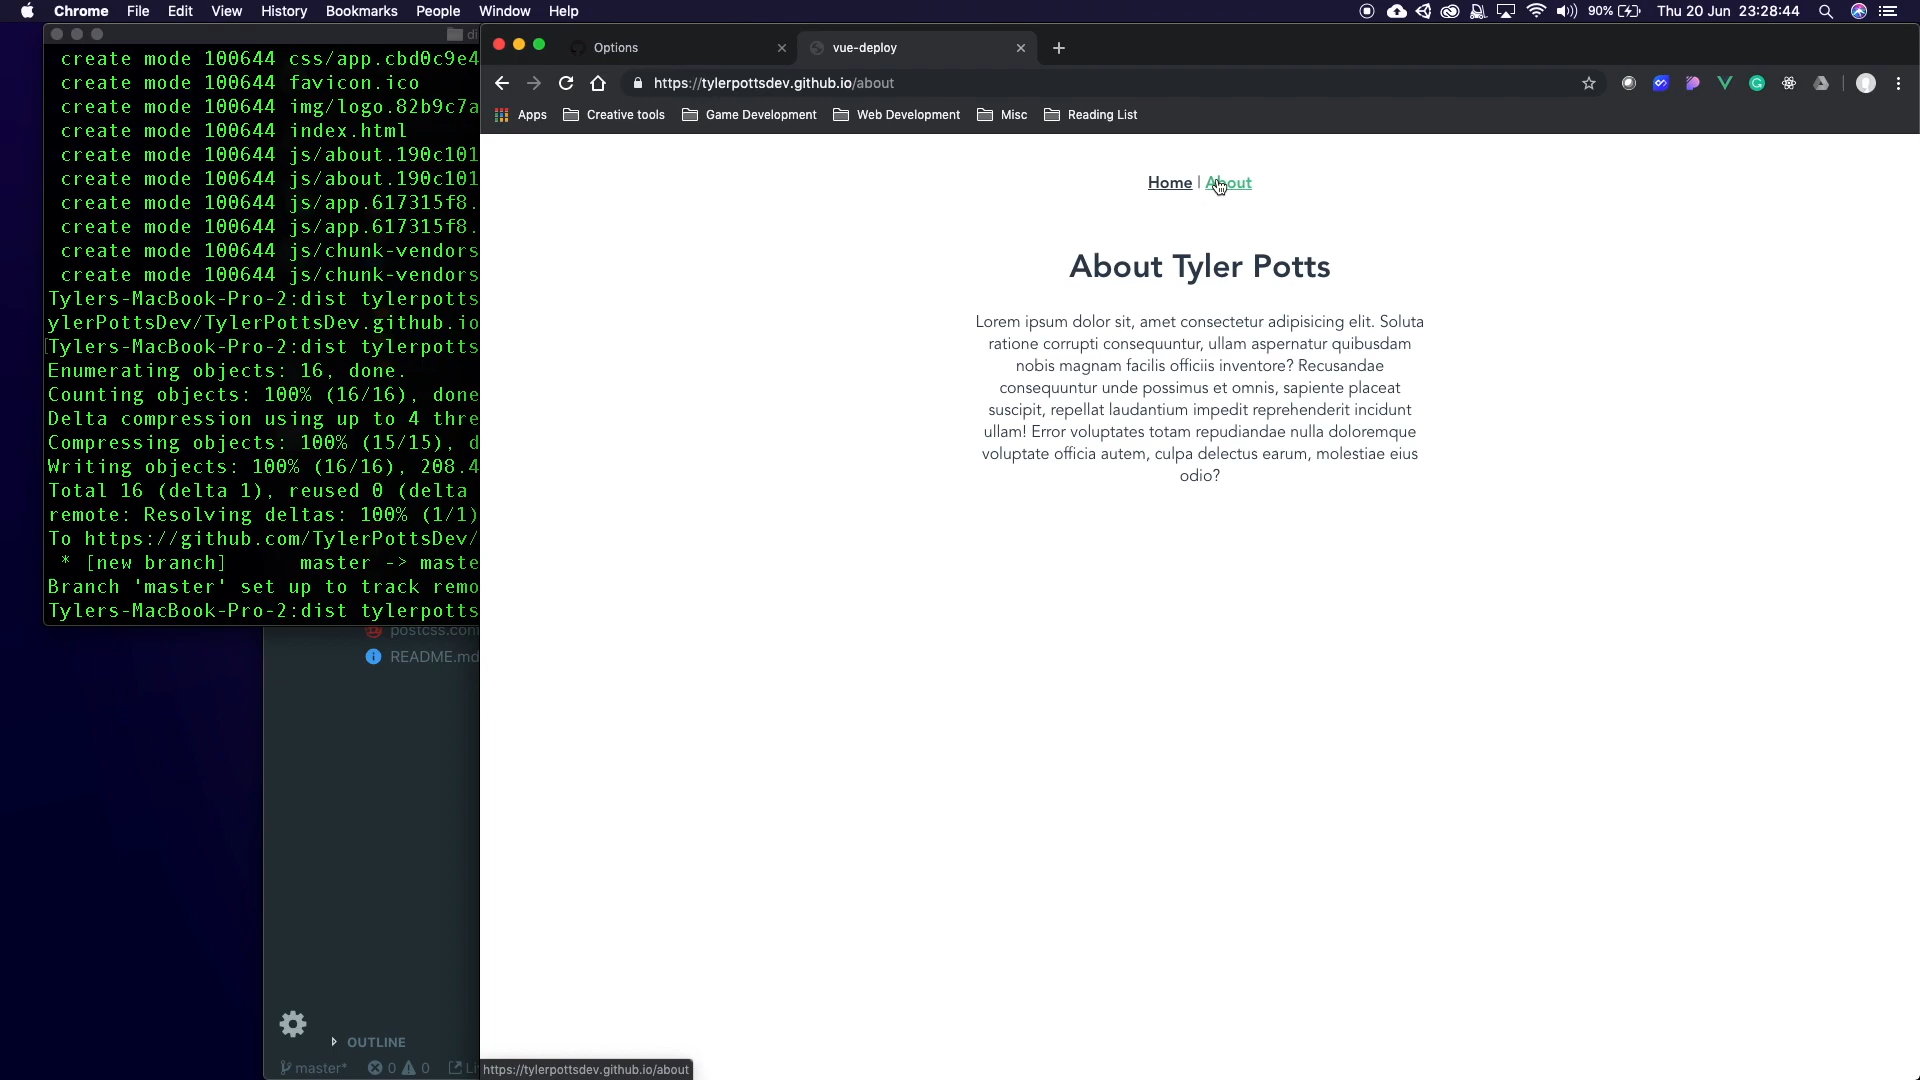 Chrome File Edit View History Bookmarks People Window Help
90% Thu 20 Jun 23:28:44
create mode 100644 css/app.cbd0c9e4
create mode 100644 favicon.ico
create mode 100644 img/logo.82b9c7a
create mode 100644 index.html
create mode 100644 js/about.190c101
create mode 100644 js/about.190c101
create mode 100644 js/app.617315f8.
create mode 100644 js/app.617315f8.
create mode 100644 js/chunk-vendors
create mode 100644 js/chunk-vendors
Tylers-MacBook-Pro-2:dist tylerpotts
ylerPottsDev/TylerPottsDev.github.io
[Tylers-MacBook-Pro-2:dist tylerpotts
Enumerating objects: 16, done.
Counting objects: 100% (16/16), done
Delta compression using up to 4 thre
Compressing objects: 100% (15/15), d
Writing objects: 100% (16/16), 208.4
Total 16 (delta 1), reused 0 (delta
remote: Resolving deltas: 100% (1/1)
To https://github.com/TylerPottsDev/
* [new branch] master -> maste
Branch 'master' set up to track remo
Tylers-MacBook-Pro-2:dist tylerpotts
postcss.con
README.md
OUTLINE
master* 0 0 Li
Options
vue-deploy
https://tylerpottsdev.github.io/about
Apps Creative tools Game Development Web Development Misc Reading List
Home | About
About Tyler Potts
Lorem ipsum dolor sit, amet consectetur adipisicing elit. Soluta
ratione corrupti consequuntur, ullam aspernatur quibusdam
nobis magnam facilis officiis inventore? Recusandae
consequuntur unde possimus et omnis, sapiente placeat
suscipit, repellat laudantium impedit reprehenderit incidunt
ullam! Error voluptates totam repudiandae nulla doloremque
voluptate officia autem, culpa delectus earum, molestiae eius
odio?
https://tylerpottsdev.github.io/about